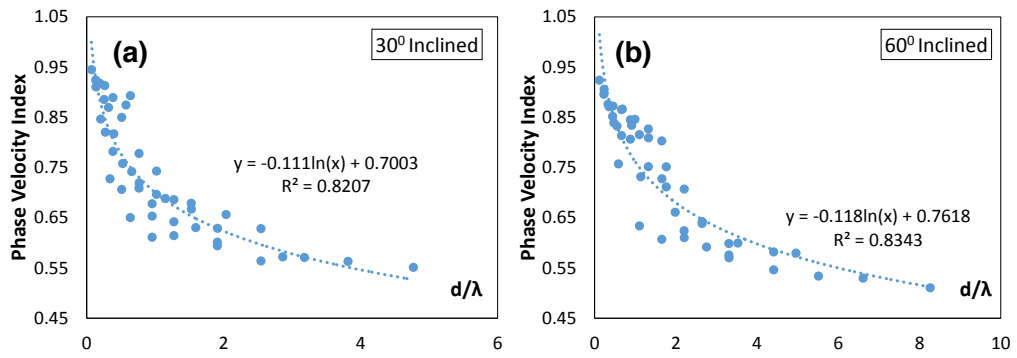 (a)
30⁰ Inclined
Phase Velocity Index
1.05
0.95
0.85
0.75
0.65
0.55
0.45
y = -0.111ln(x) + 0.7003
R² = 0.8207
d/λ
0 2 4 6
(b)
60⁰ Inclined
Phase Velocity Index
1.05
0.95
0.85
0.75
0.65
0.55
0.45
y = -0.118ln(x) + 0.7618
R² = 0.8343
d/λ
0 2 4 6 8 10